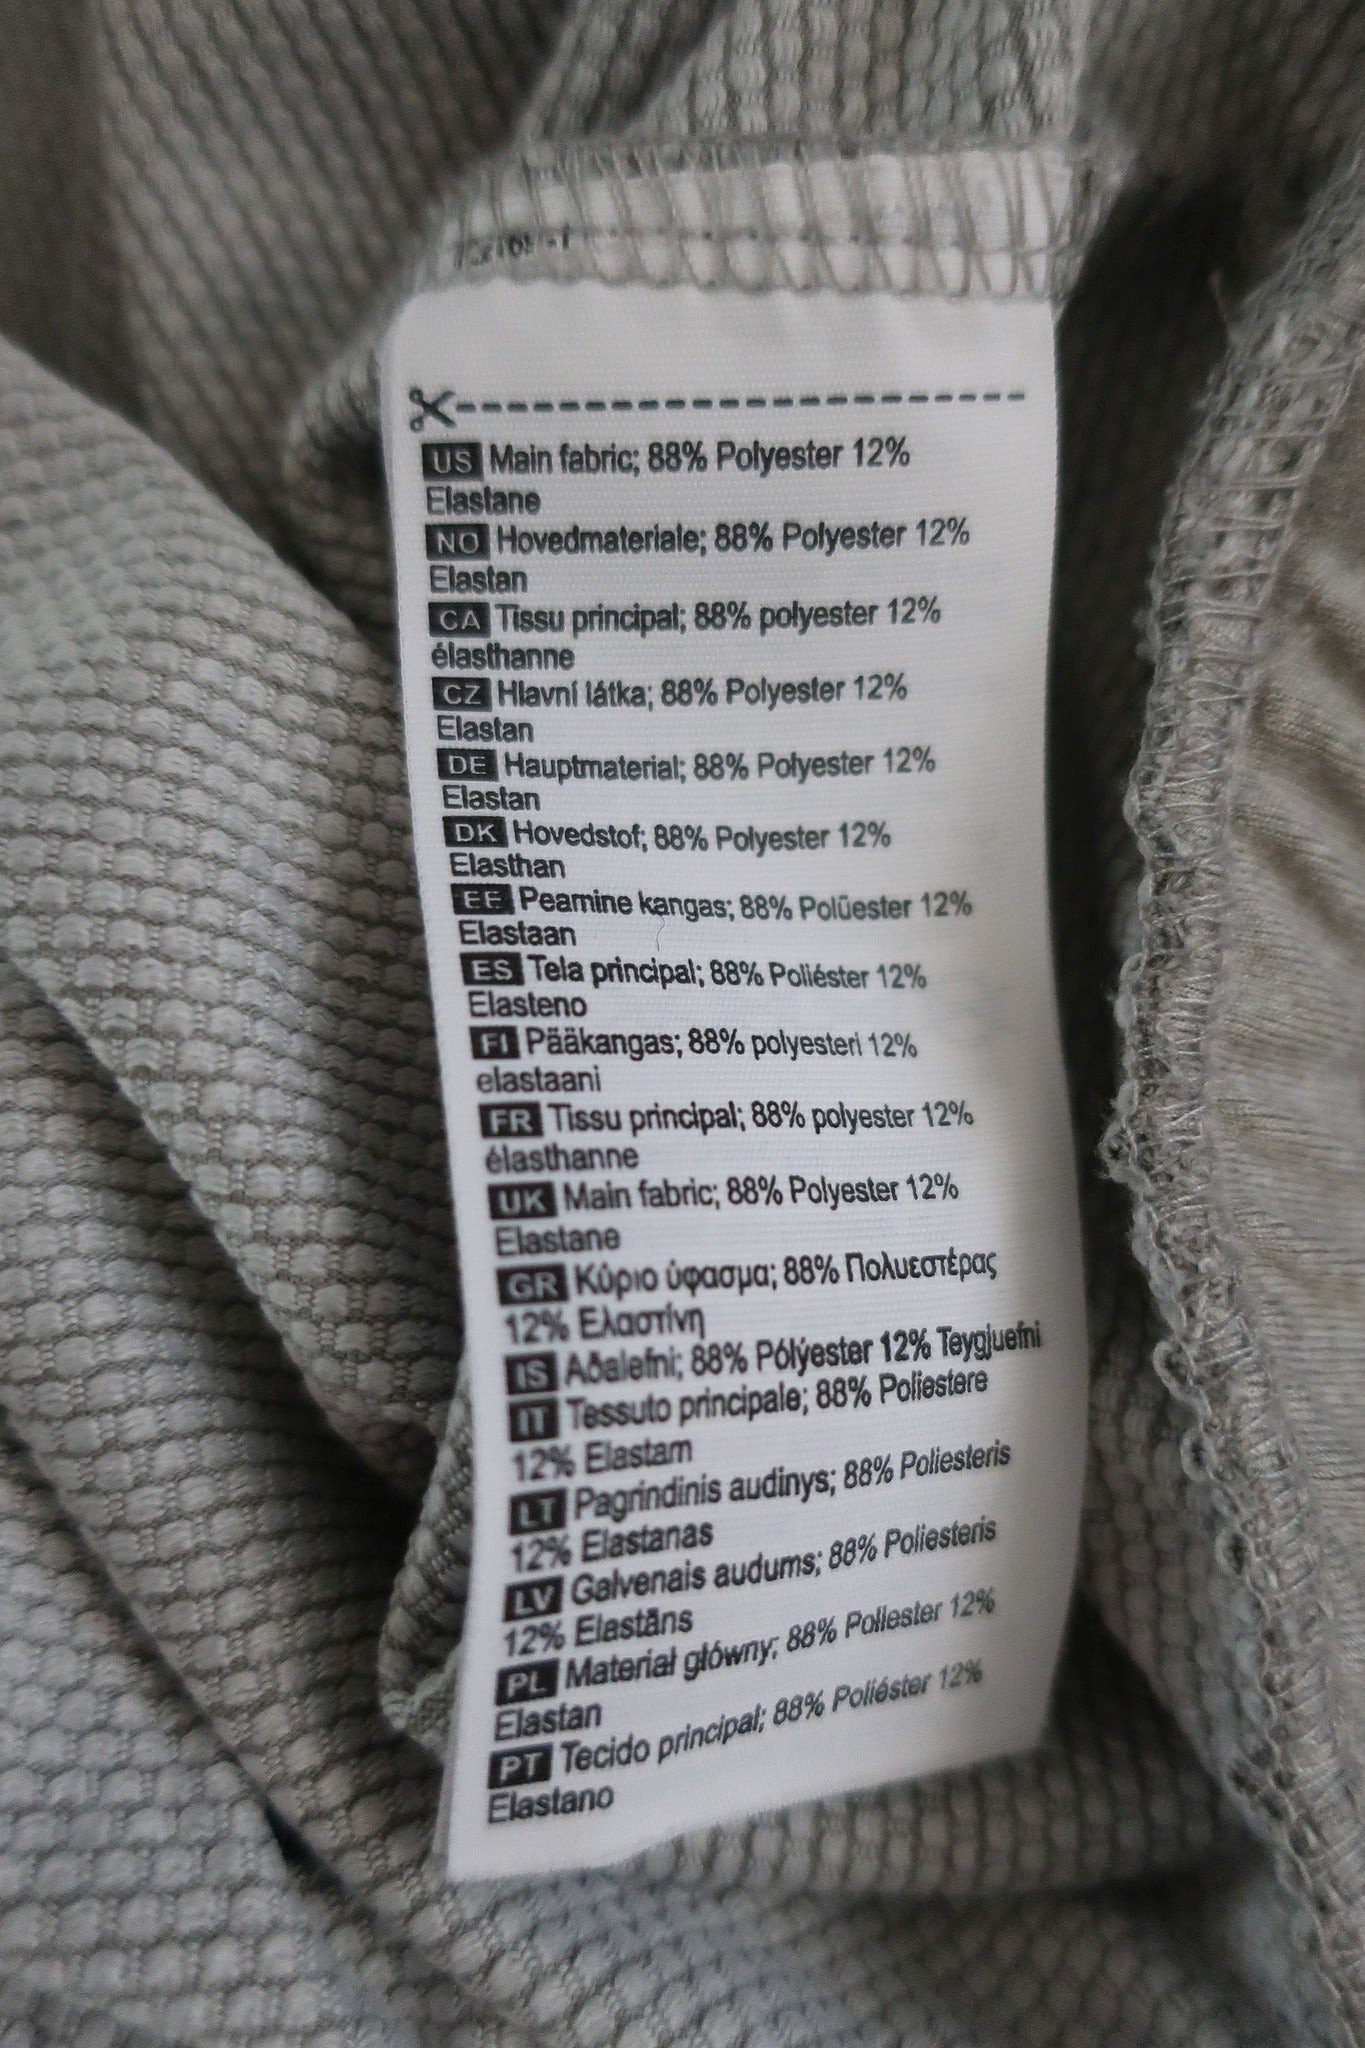 US Main fabric; 88% Polyester 12%
Elastane
NO Hovedmateriale; 88% Polyester 12%
Elastan
CA Tissu principal; 88% polyester 12%
élasthanne
CZ Hlavní látka; 88% Polyester 12%
Elastan
DE Hauptmaterial; 88% Polyester 12%
Elastan
DK Hovedstof; 88% Polyester 12%
Elasthan
EE Peamine kangas; 88% Polüester 12%
Elastaan
ES Tela principal; 88% Poliéster 12%
Elasteno
FI Pääkangas; 88% polyesteri 12%
elastaani
FR Tissu principal; 88% polyester 12%
élasthanne
UK Main fabric; 88% Polyester 12%
Elastane
GR Κύριο ύφασμα; 88% Πολυεστέρας
12% Ελαστίνη
IS Aðalefni; 88% Pólýester 12% Teygjuefni
IT Tessuto principale; 88% Poliestere
12% Elastam
LT Pagrindinis audinys; 88% Poliesteris
12% Elastanas
LV Galvenais audums; 88% Poliesteris
12% Elastāns
PL Materiał główny; 88% Poliester 12%
Elastan
PT Tecido principal; 88% Poliéster 12%
Elastano